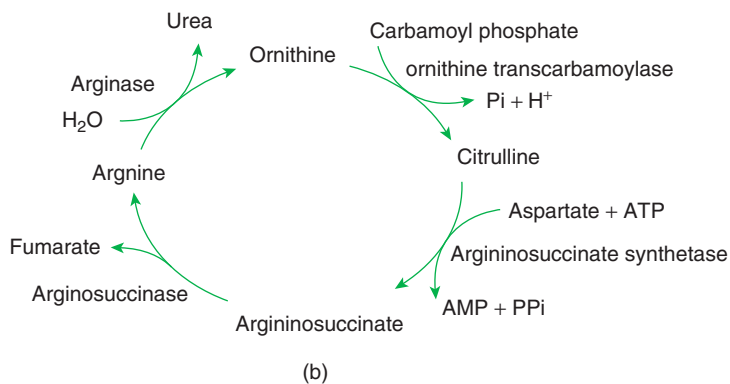 Urea
Carbamoyl phosphate
Ornithine
ornithine transcarbamoylase
Arginase
Pi + H⁺
H₂O
Citrulline
Argnine
Aspartate + ATP
Fumarate
Argininosuccinate synthetase
Arginosuccinase
AMP + PPi
Argininosuccinate
(b)